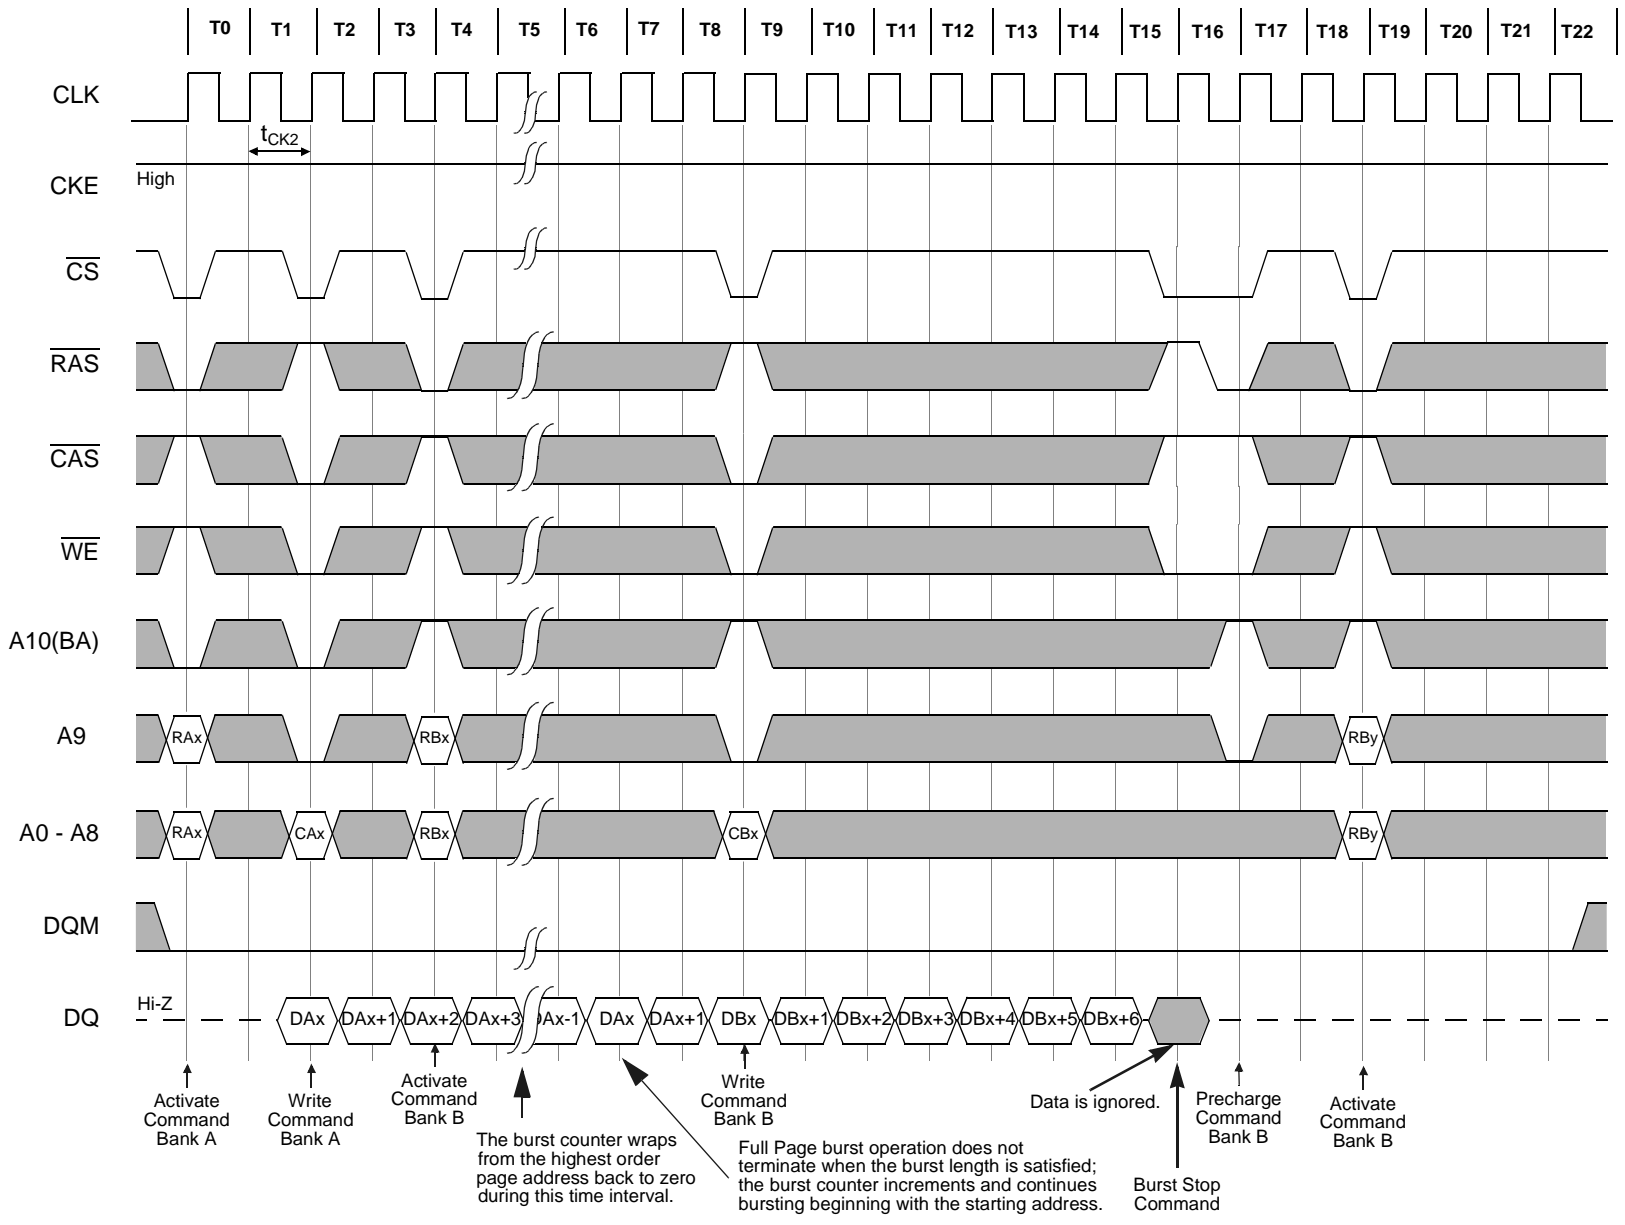 T0 T1 T2 T3 T4 T5 T6 T7 T8 T9 T10 T11 T12 T13 T14 T15 T16 T17 T18 T19 T20 T21 T22
CLK
tCK2
CKE
High
CS
RAS
CAS
WE
A10(BA)
A9
RAx RBx RBy
A0 - A8
RAx CAx RBx CBx RBy
DQM
DQ
Hi-Z
DAx DAx+1 DAx+2 DAx+3 DAx-1 DAx DAx+1 DBx DBx+1 DBx+2 DBx+3 DBx+4 DBx+5 DBx+6
Activate
Command
Bank A
Write
Command
Bank A
Activate
Command
Bank B
The burst counter wraps
from the highest order
page address back to zero
during this time interval.
Write
Command
Bank B
Full Page burst operation does not
terminate when the burst length is satisfied;
the burst counter increments and continues
bursting beginning with the starting address.
Data is ignored.
Burst Stop
Command
Precharge
Command
Bank B
Activate
Command
Bank B